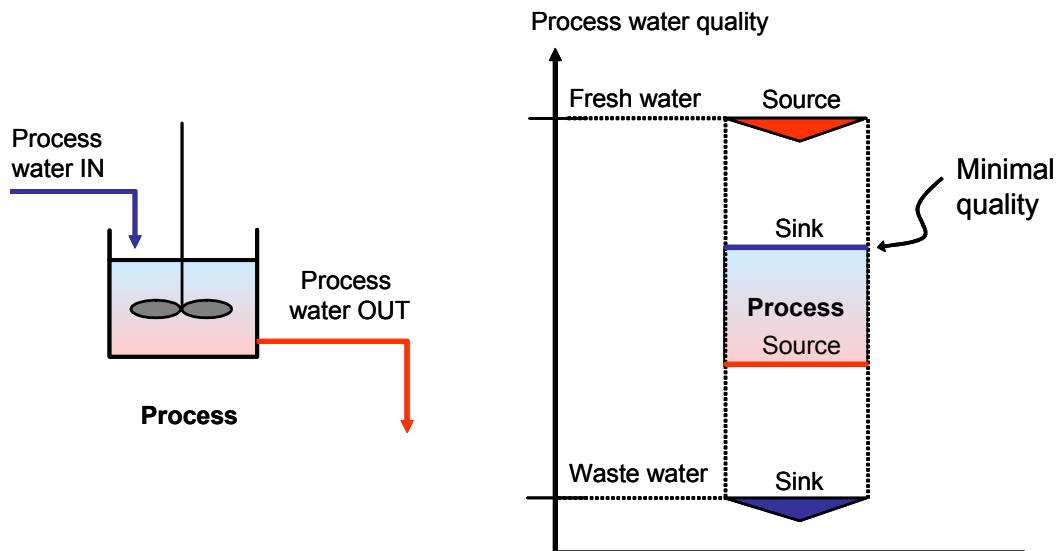 Process
water IN
Process
water OUT
Process
Process water quality
Fresh water
Source
Minimal
quality
Sink
Process
Source
Waste water
Sink